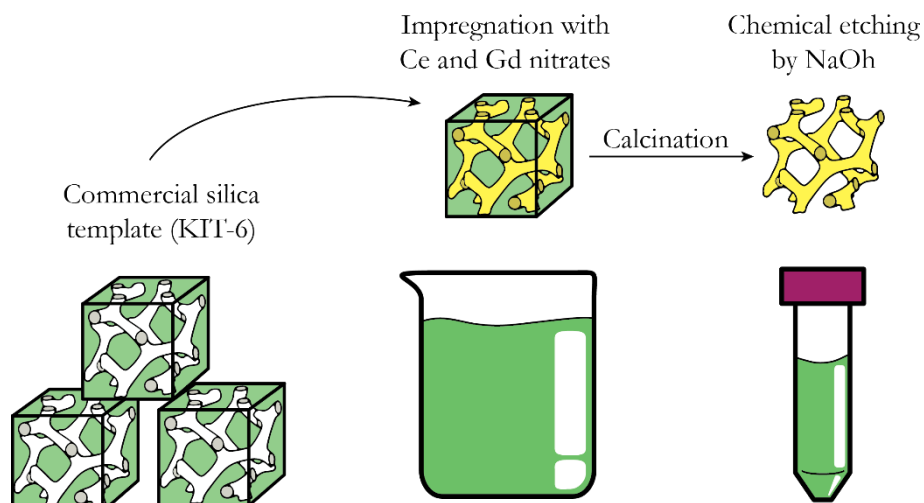 Commercial silica
template (KIT-6)
Impregnation with
Ce and Gd nitrates
Calcination
Chemical etching
by NaOh